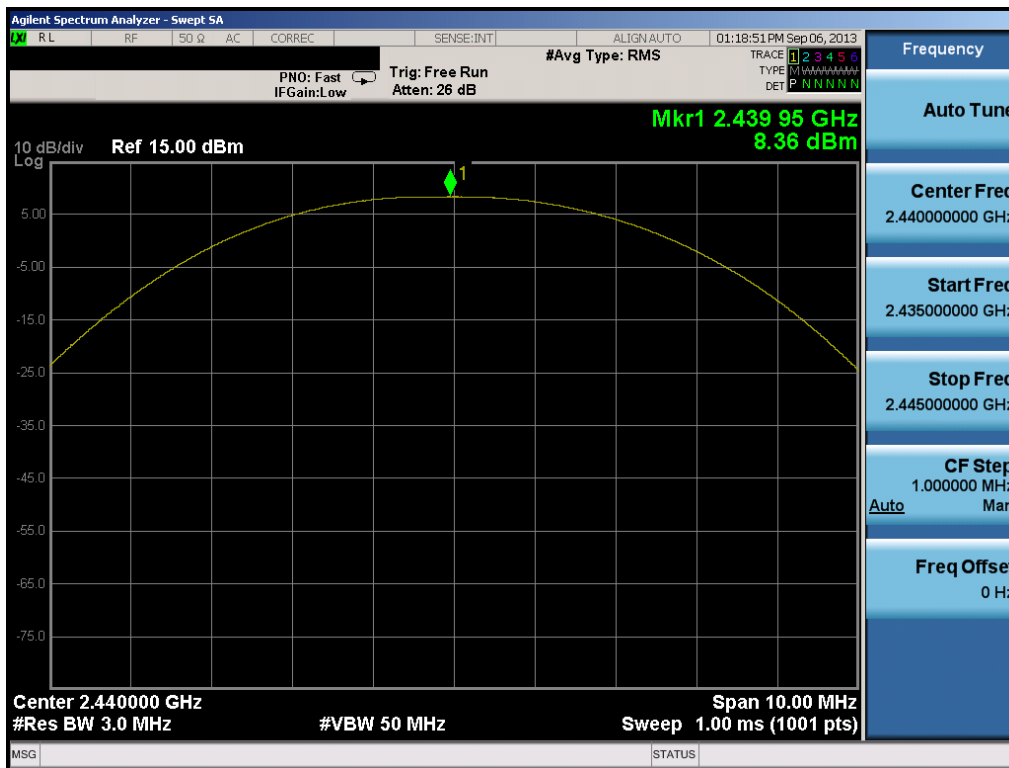 Agilent Spectrum Analyzer - Swept SA
LXI RL RF 50 Ω AC CORREC SENSE:INT ALIGN AUTO 01:18:51 PM Sep 06, 2013
Frequency
#Avg Type: RMS TRACE 1 2 3 4 5 6
PNO: Fast Trig: Free Run TYPE M WWWWW
IFGain:Low Atten: 26 dB DET P N N N N N
Auto Tune
Mkr1 2.439 95 GHz
8.36 dBm
10 dB/div Ref 15.00 dBm
Log
1
5.00
-5.00
-15.0
-25.0
-35.0
-45.0
-55.0
-65.0
-75.0
Center Freq
2.440000000 GHz
Start Freq
2.435000000 GHz
Stop Freq
2.445000000 GHz
CF Step
1.000000 MHz
Auto Man
Freq Offset
0 Hz
Center 2.440000 GHz Span 10.00 MHz
#Res BW 3.0 MHz #VBW 50 MHz Sweep 1.00 ms (1001 pts)
MSG STATUS